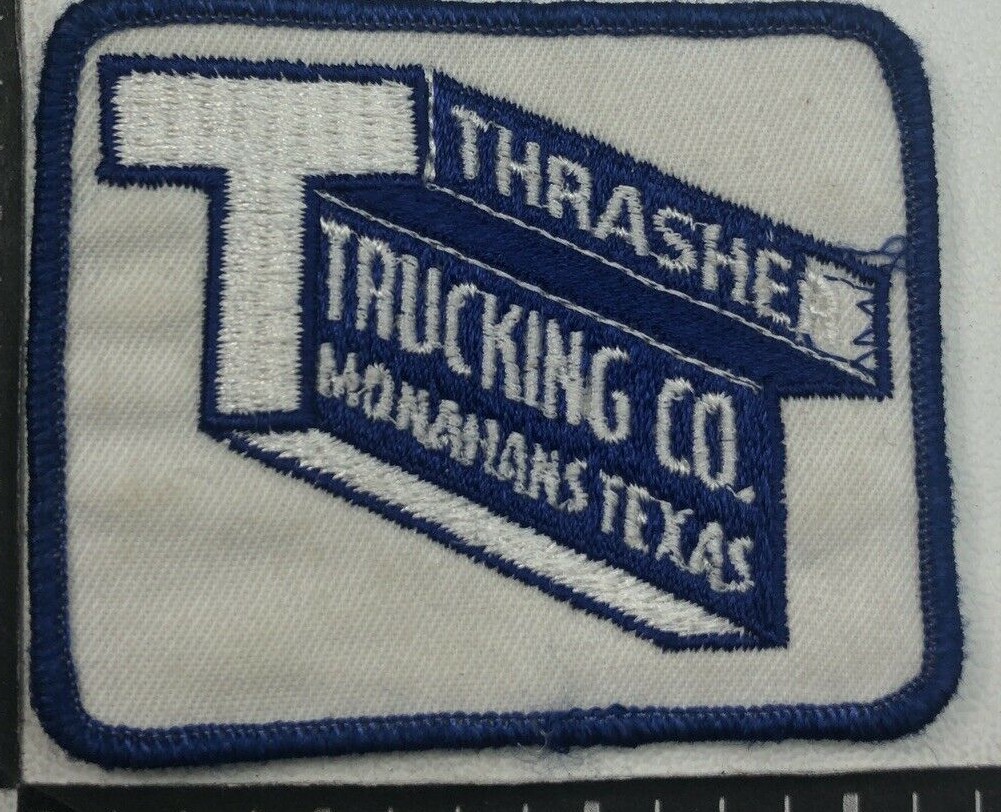 T
THRASHER
TRUCKING CO.
MONAHANS TEXAS